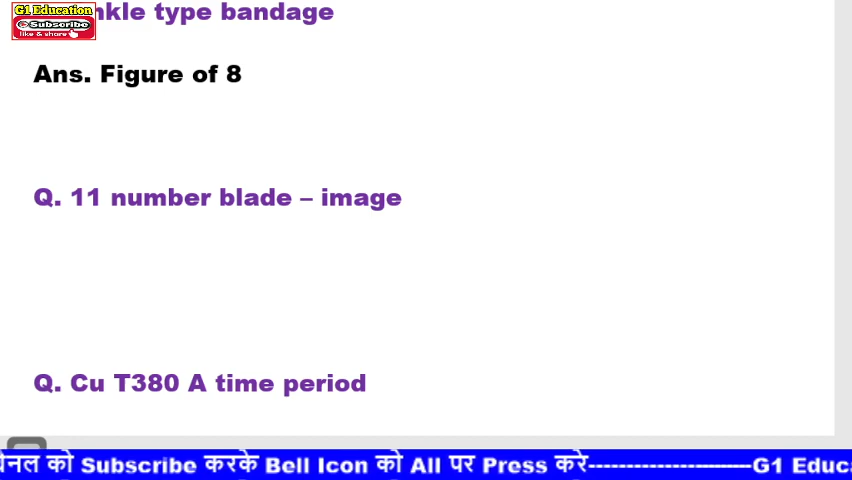 G1 Education
Subscribe
like & share
nkle type bandage
Ans. Figure of 8
Q. 11 number blade – image
Q. Cu T380 A time period
को Subscribe करके Bell Icon को All पर Press करे----------------------G1 Educa